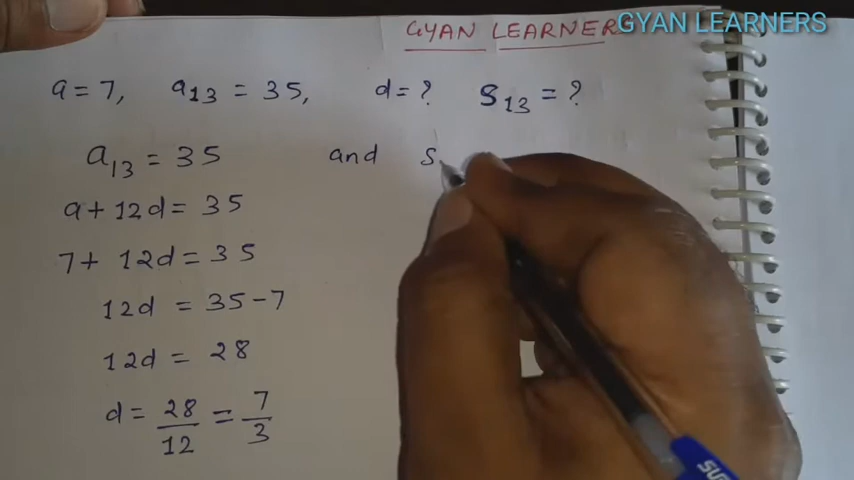 GYAN LEARNER GYAN LEARNERS
a = 7, a₁₃ = 35, d = ? S₁₃ = ?
a₁₃ = 35 and S
a + 12d = 35
7 + 12d = 35
12d = 35 - 7
12d = 28
d = 28/12 = 7/3